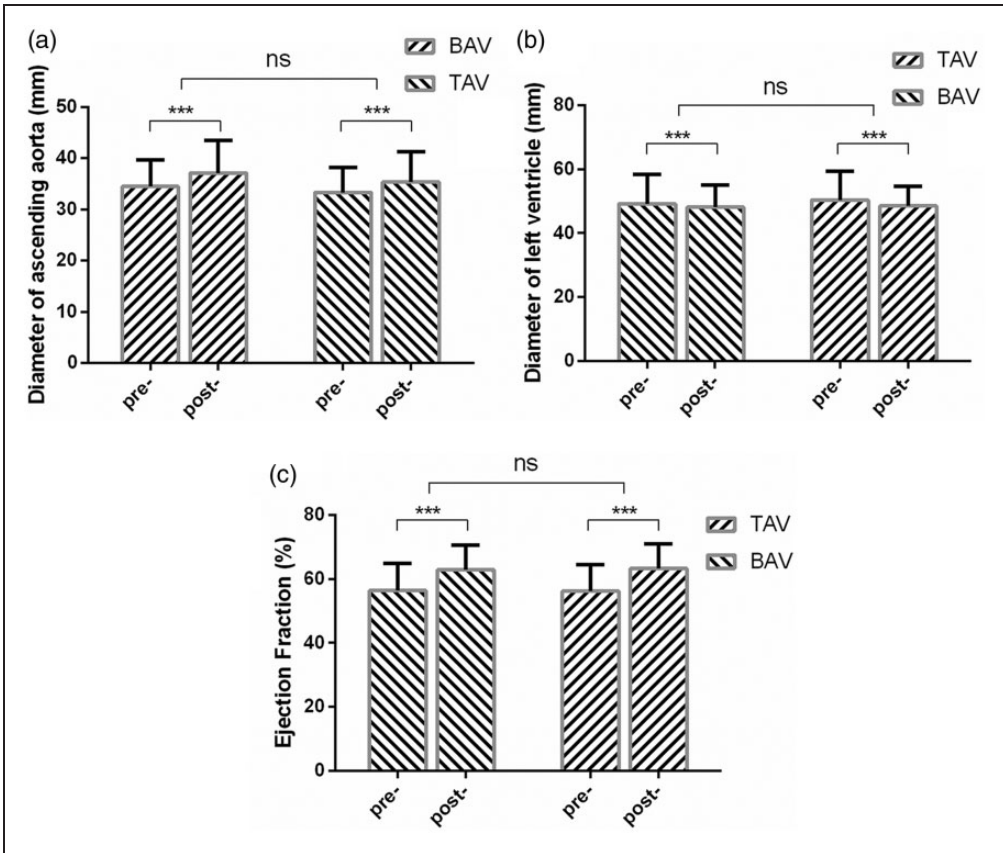 (a)
BAV
TAV
ns
***
***
Diameter of ascending aorta (mm)
50
40
30
20
10
0
pre-
post-
pre-
post-
(b)
TAV
BAV
ns
***
***
Diameter of left ventricle (mm)
80
60
40
20
0
pre-
post-
pre-
post-
(c)
ns
TAV
BAV
***
***
Ejection Fraction (%)
80
60
40
20
0
pre-
post-
pre-
post-